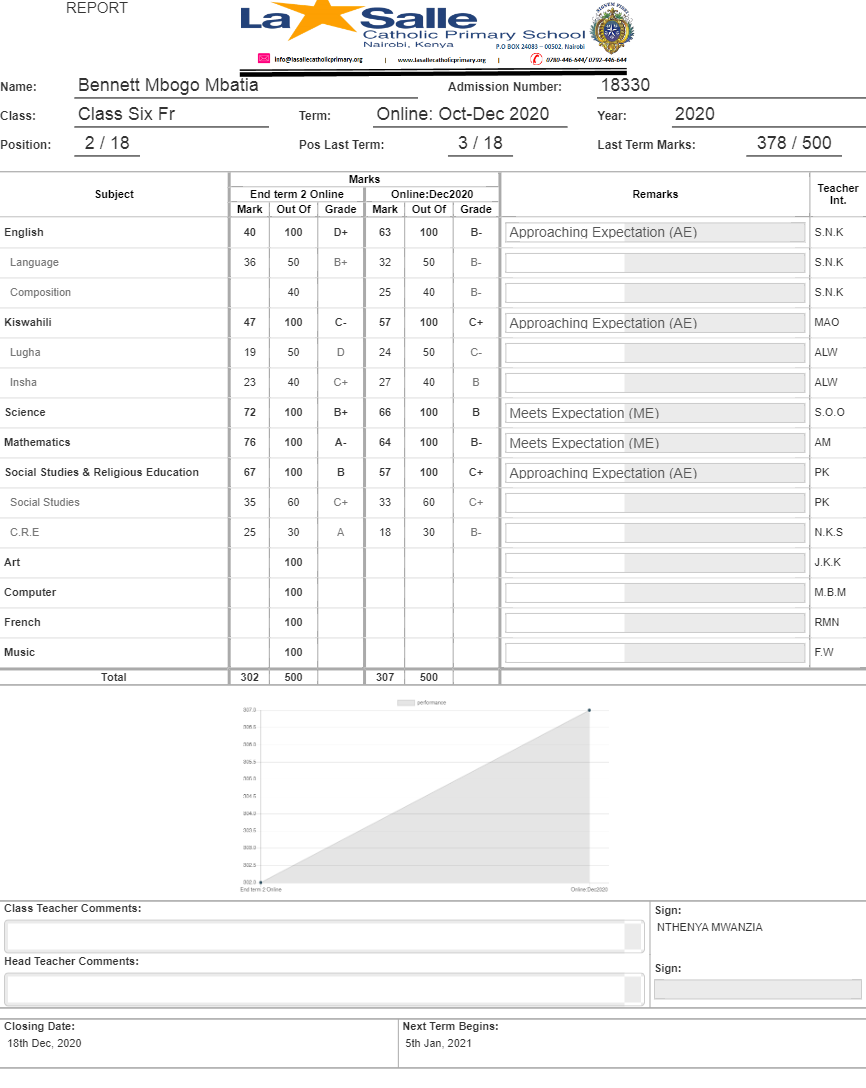 REPORT
La Salle
Catholic Primary School
Nairobi, Kenya
P.O BOX 24083 – 00502, Nairobi
info@lasallecatholicprimary.org | www.lasallecatholicprimary.org | 0780-446-644/ 0792-446-644
Name: Bennett Mbogo Mbatia Admission Number: 18330
Class: Class Six Fr Term: Online: Oct-Dec 2020 Year: 2020
Position: 2 / 18 Pos Last Term: 3 / 18 Last Term Marks: 378 / 500
Subject Marks Remarks Teacher Int.
End term 2 Online Online:Dec2020
Mark Out Of Grade Mark Out Of Grade
English 40 100 D+ 63 100 B- Approaching Expectation (AE) S.N.K
Language 36 50 B+ 32 50 B- S.N.K
Composition 40 25 40 B- S.N.K
Kiswahili 47 100 C- 57 100 C+ Approaching Expectation (AE) MAO
Lugha 19 50 D 24 50 C- ALW
Insha 23 40 C+ 27 40 B ALW
Science 72 100 B+ 66 100 B Meets Expectation (ME) S.O.O
Mathematics 76 100 A- 64 100 B- Meets Expectation (ME) AM
Social Studies & Religious Education 67 100 B 57 100 C+ Approaching Expectation (AE) PK
Social Studies 35 60 C+ 33 60 C+ PK
C.R.E 25 30 A 18 30 B- N.K.S
Art 100 J.K.K
Computer 100 M.B.M
French 100 RMN
Music 100 F.W
Total 302 500 307 500
performance
307.0
306.5
306.0
305.5
305.0
304.5
304.0
303.5
303.0
302.5
302.0
End term 2 Online Online:Dec2020
Class Teacher Comments: Sign:
NTHENYA MWANZIA
Head Teacher Comments: Sign:
Closing Date: Next Term Begins:
18th Dec, 2020 5th Jan, 2021